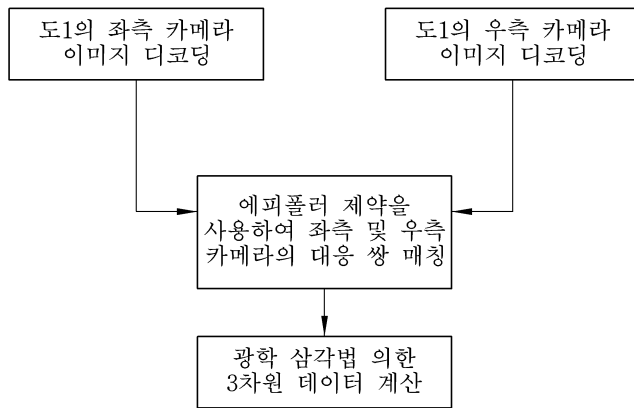 도1의 좌측 카메라
이미지 디코딩
도1의 우측 카메라
이미지 디코딩
에피폴러 제약을
사용하여 좌측 및 우측
카메라의 대응 쌍 매칭
광학 삼각법 의한
3차원 데이터 계산